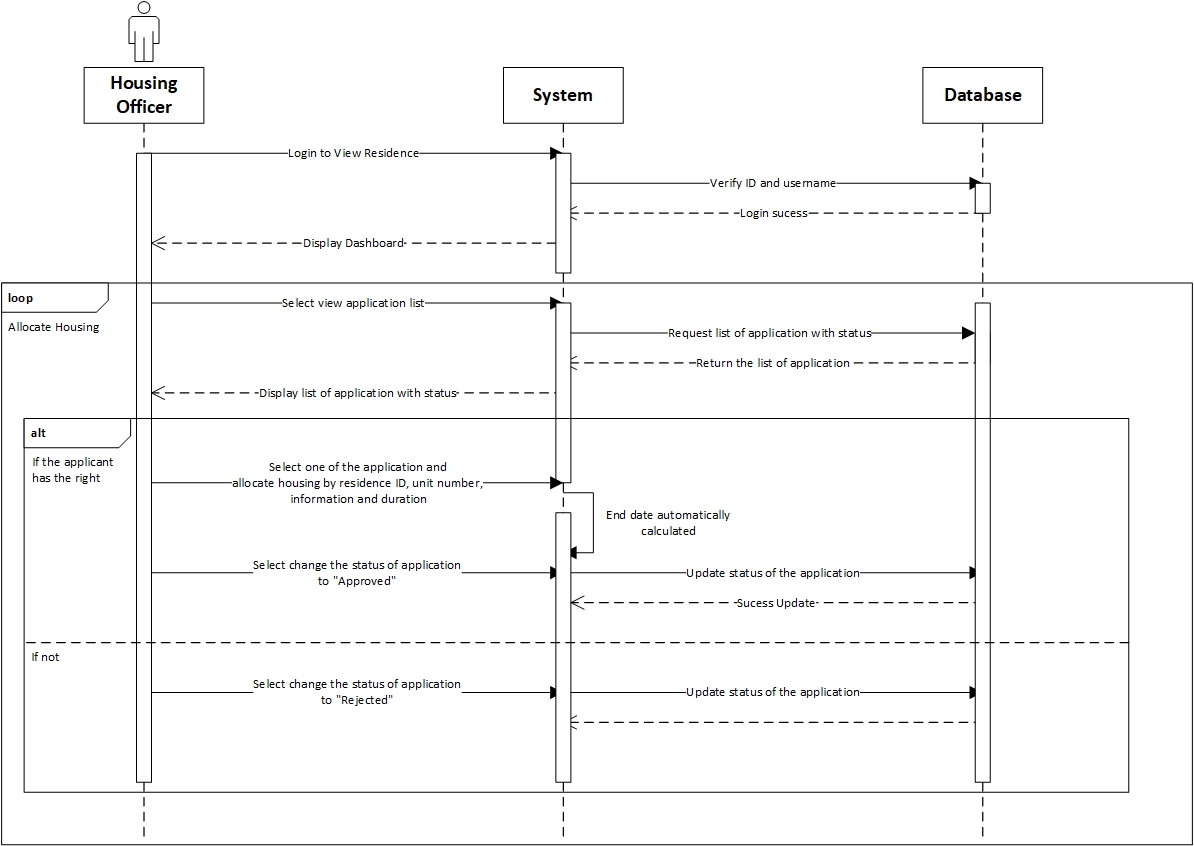 Housing
Officer
System
Database
Login to View Residence
Verify ID and username
Login sucess
Display Dashboard
loop
Allocate Housing
Select view application list
Request list of application with status
Return the list of application
Display list of application with status
alt
If the applicant
has the right
Select one of the application and
allocate housing by residence ID, unit number,
information and duration
End date automatically
calculated
Select change the status of application
to "Approved"
Update status of the application
Sucess Update
If not
Select change the status of application
to "Rejected"
Update status of the application